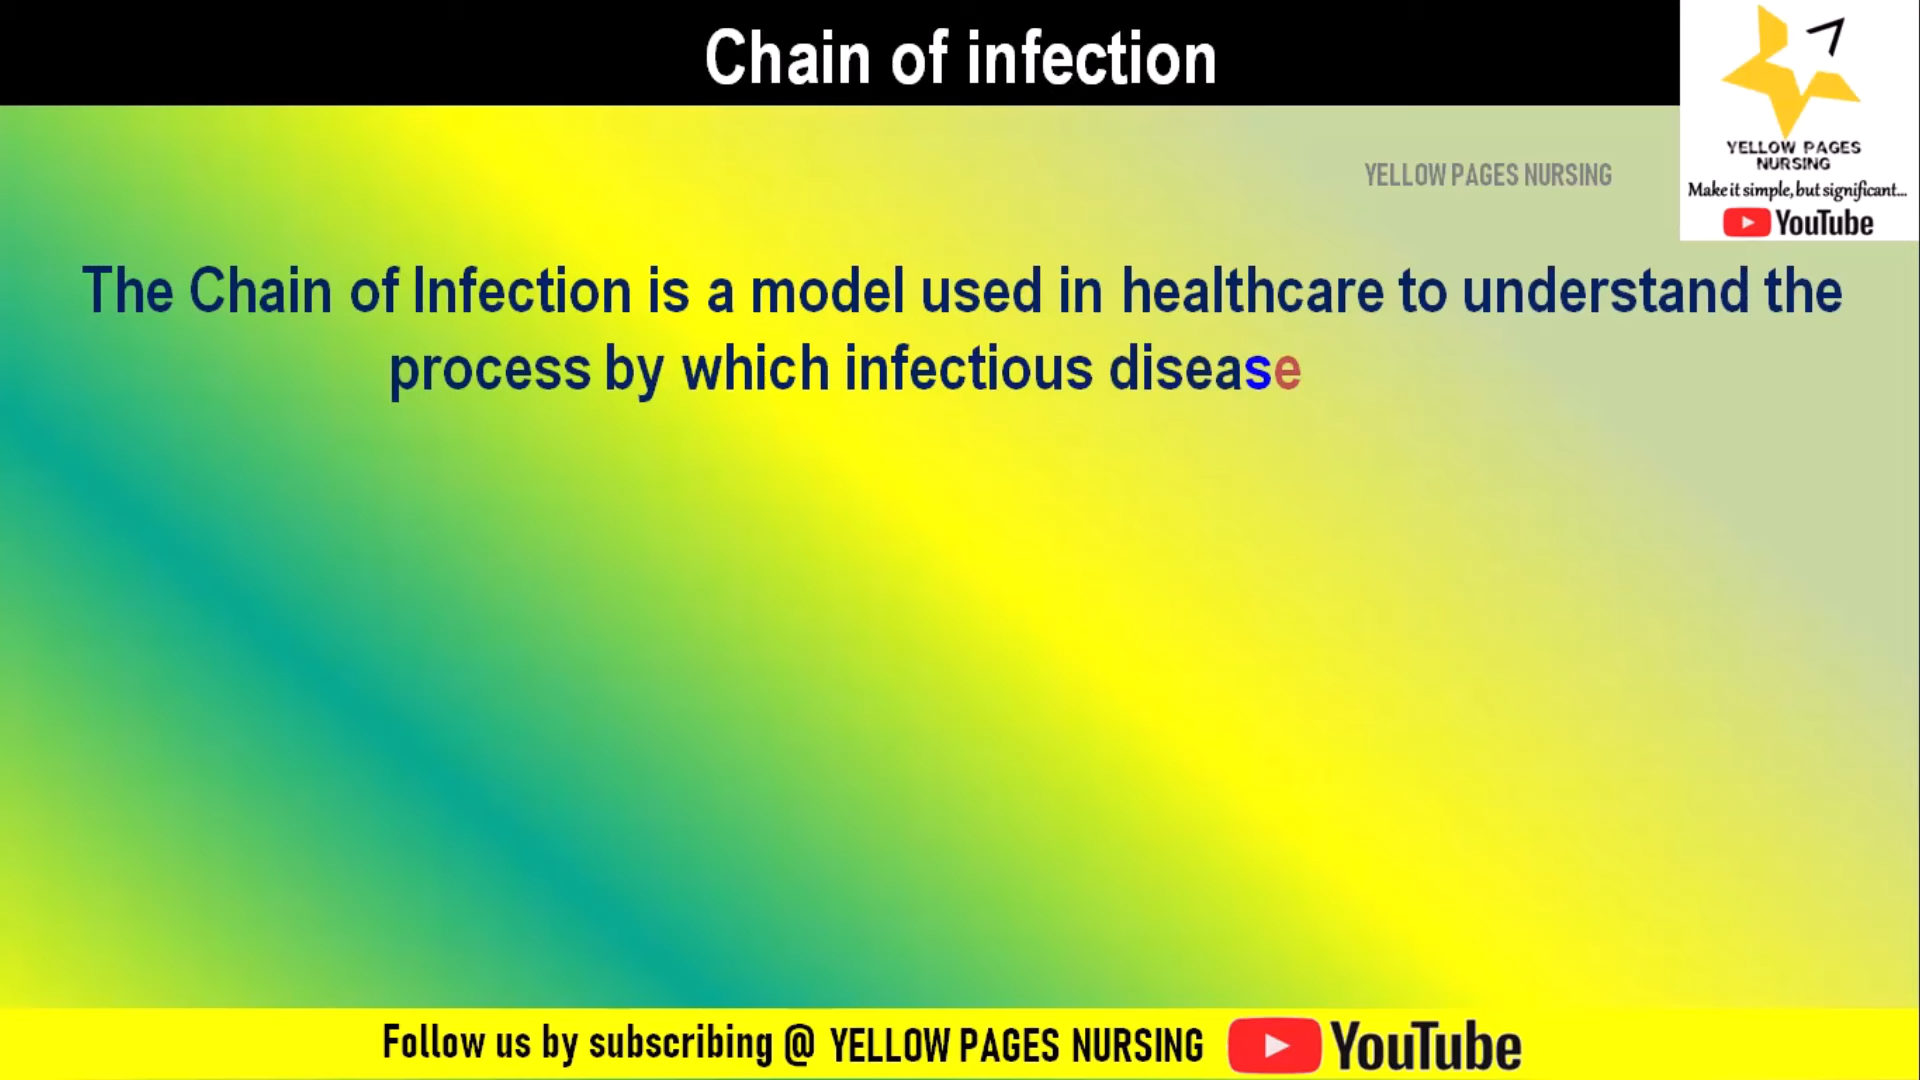 Chain of infection
YELLOW PAGES
NURSING
Make it simple, but significant...
YouTube
YELLOW PAGES NURSING
The Chain of Infection is a model used in healthcare to understand the
process by which infectious disease
Follow us by subscribing @ YELLOW PAGES NURSING YouTube